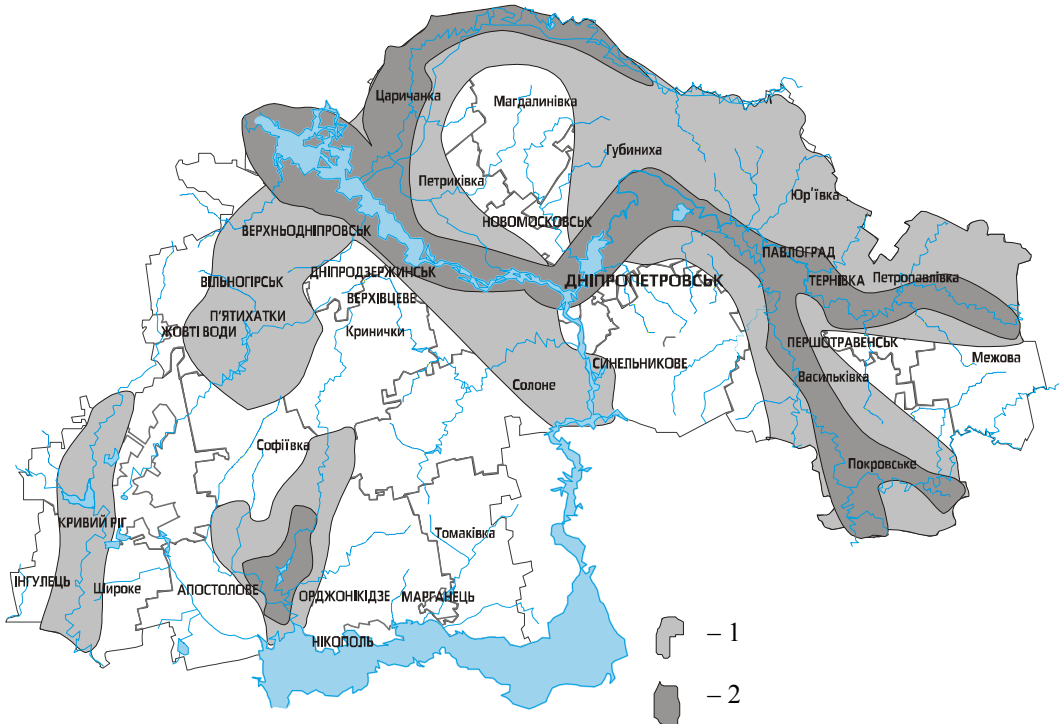 Царичанка
Магдалинівка
Губиниха
Петриківка
Юр'ївка
НОВОМОСКОВСЬК
ВЕРХНЬОДНІПРОВСЬК
ПАВЛОГРАД
ДНІПРОДЗЕРЖИНСЬК
ВІЛЬНОГІРСЬК
ДНІПРОПЕТРОВСЬК
ТЕРНІВКА
Петропавлівка
ВЕРХІВЦЕВЕ
П'ЯТИХАТКИ
ЖОВТІ ВОДИ
Кринички
ПЕРШОТРАВЕНСЬК
Межова
СИНЕЛЬНИКОВЕ
Васильківка
Солоне
Софіївка
Покровське
КРИВИЙ РІГ
Томаківка
ІНГУЛЕЦЬ
Широке
АПОСТОЛОВЕ
ОРДЖОНІКІДЗЕ
МАРГАНЕЦЬ
НІКОПОЛЬ
– 1
– 2